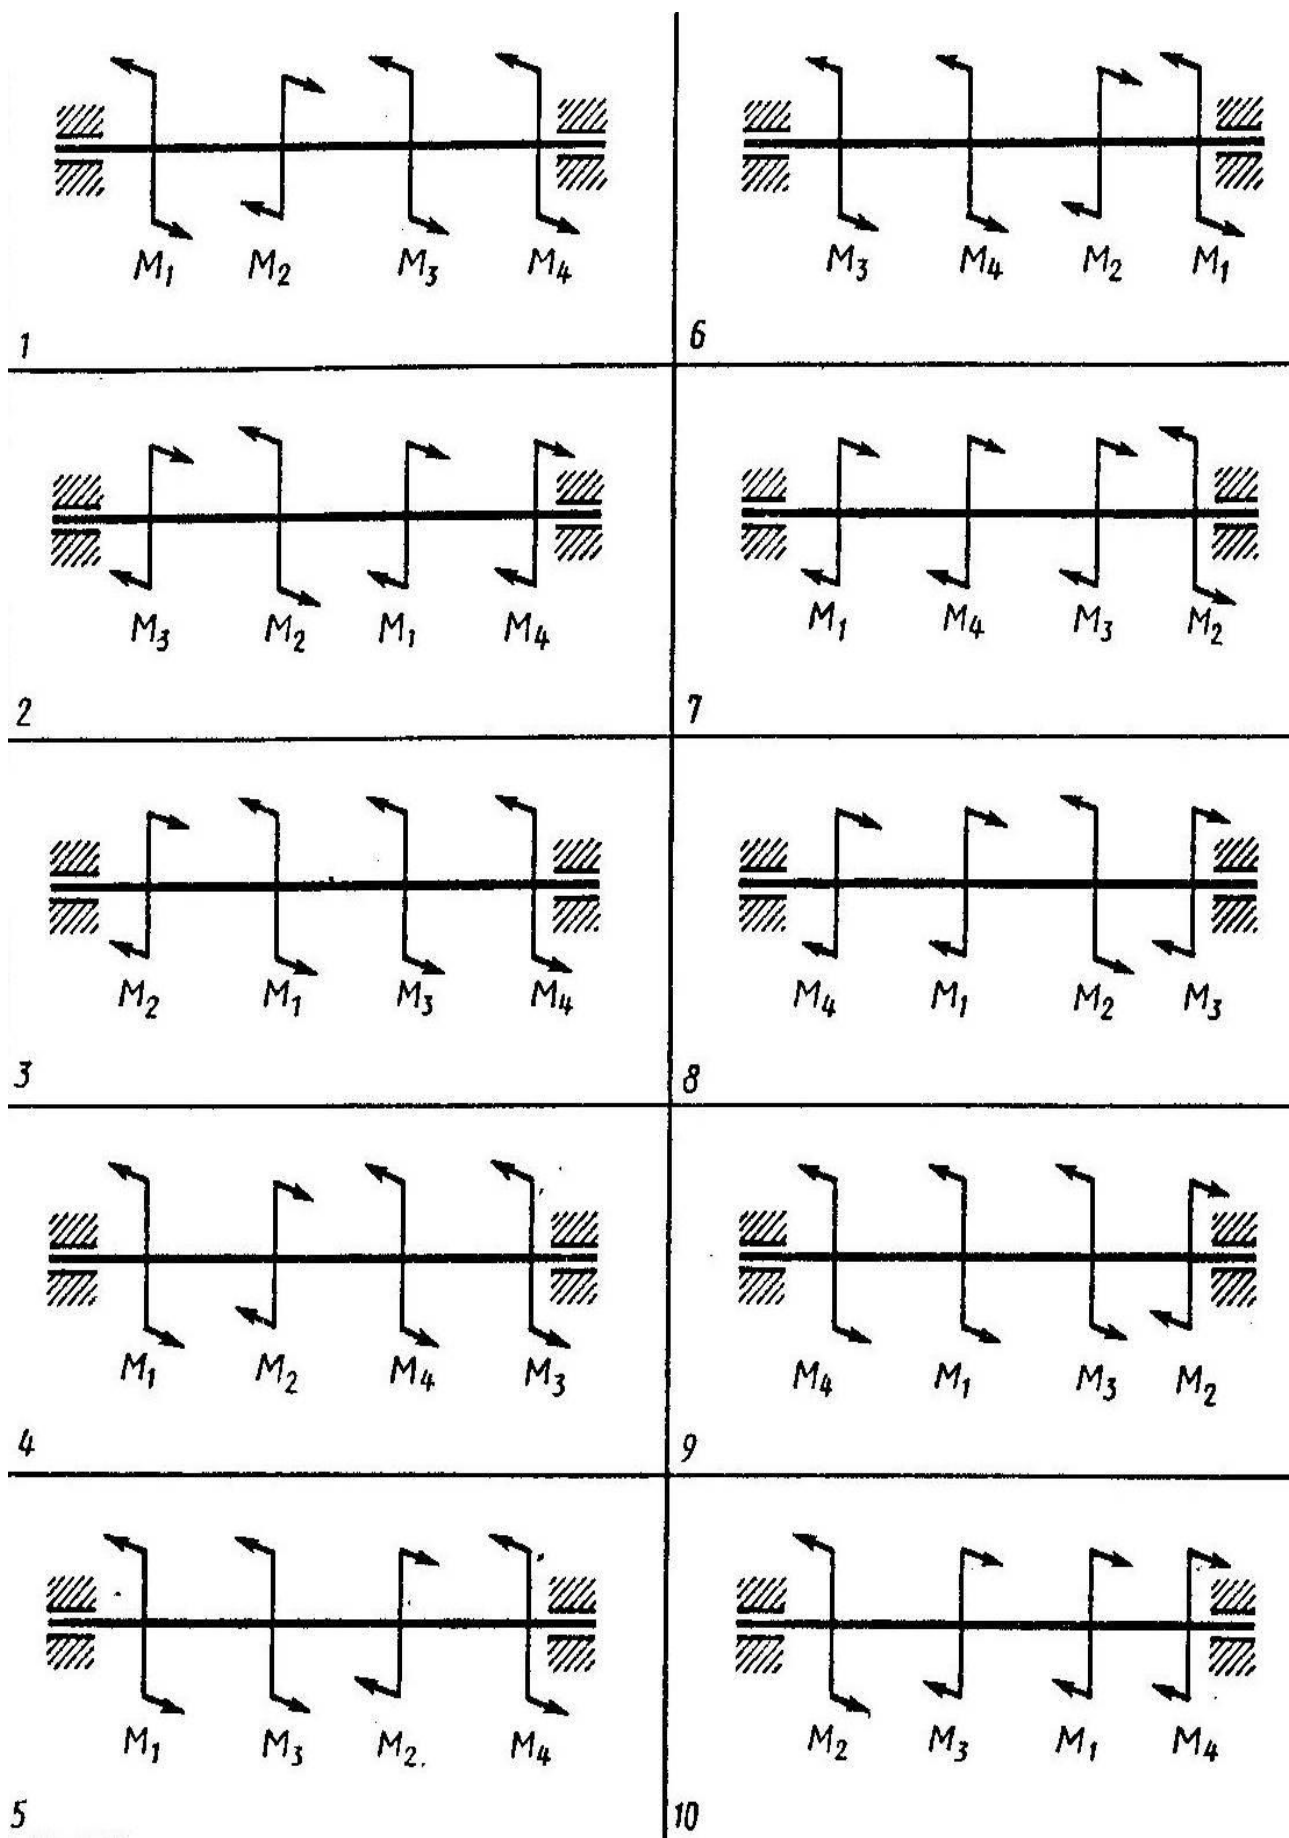 M₁ M₂ M₃ M₄
1
M₃ M₄ M₂ M₁
6
M₃ M₂ M₁ M₄
2
M₁ M₄ M₃ M₂
7
M₂ M₁ M₃ M₄
3
M₄ M₁ M₂ M₃
8
M₁ M₂ M₄ M₃
4
M₄ M₁ M₃ M₂
9
M₁ M₃ M₂. M₄
5
M₂ M₃ M₁ M₄
10